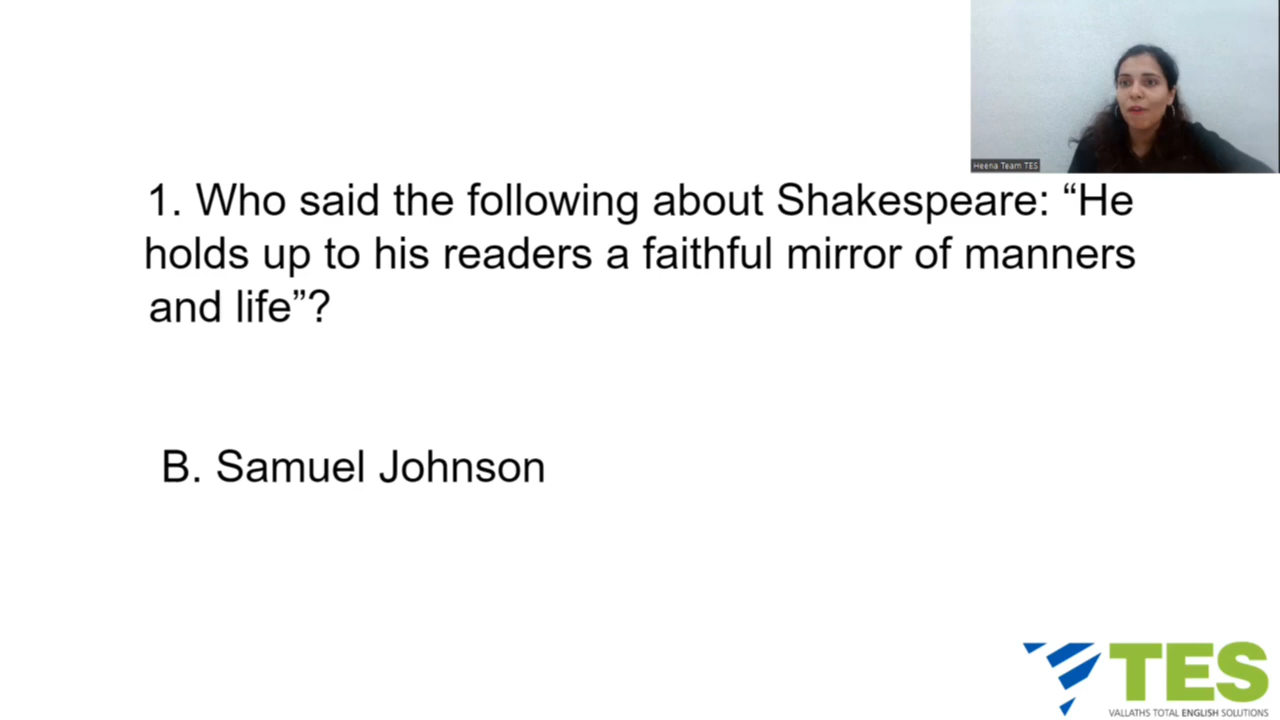 Heena Team TES
1. Who said the following about Shakespeare: “He
holds up to his readers a faithful mirror of manners
and life”?
B. Samuel Johnson
TES
VALLATHS TOTAL ENGLISH SOLUTIONS